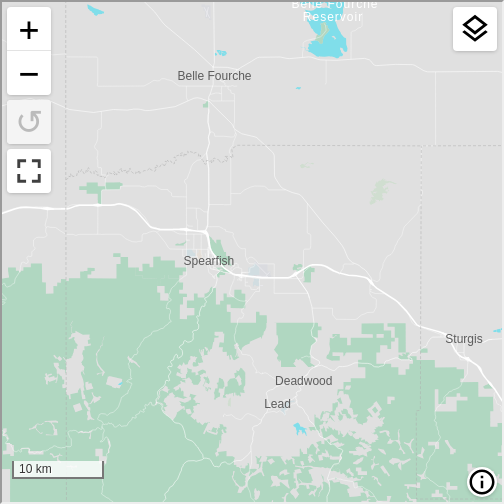 Belle Fourche
Reservoir
Belle Fourche
Spearfish
Sturgis
Deadwood
Lead
10 km